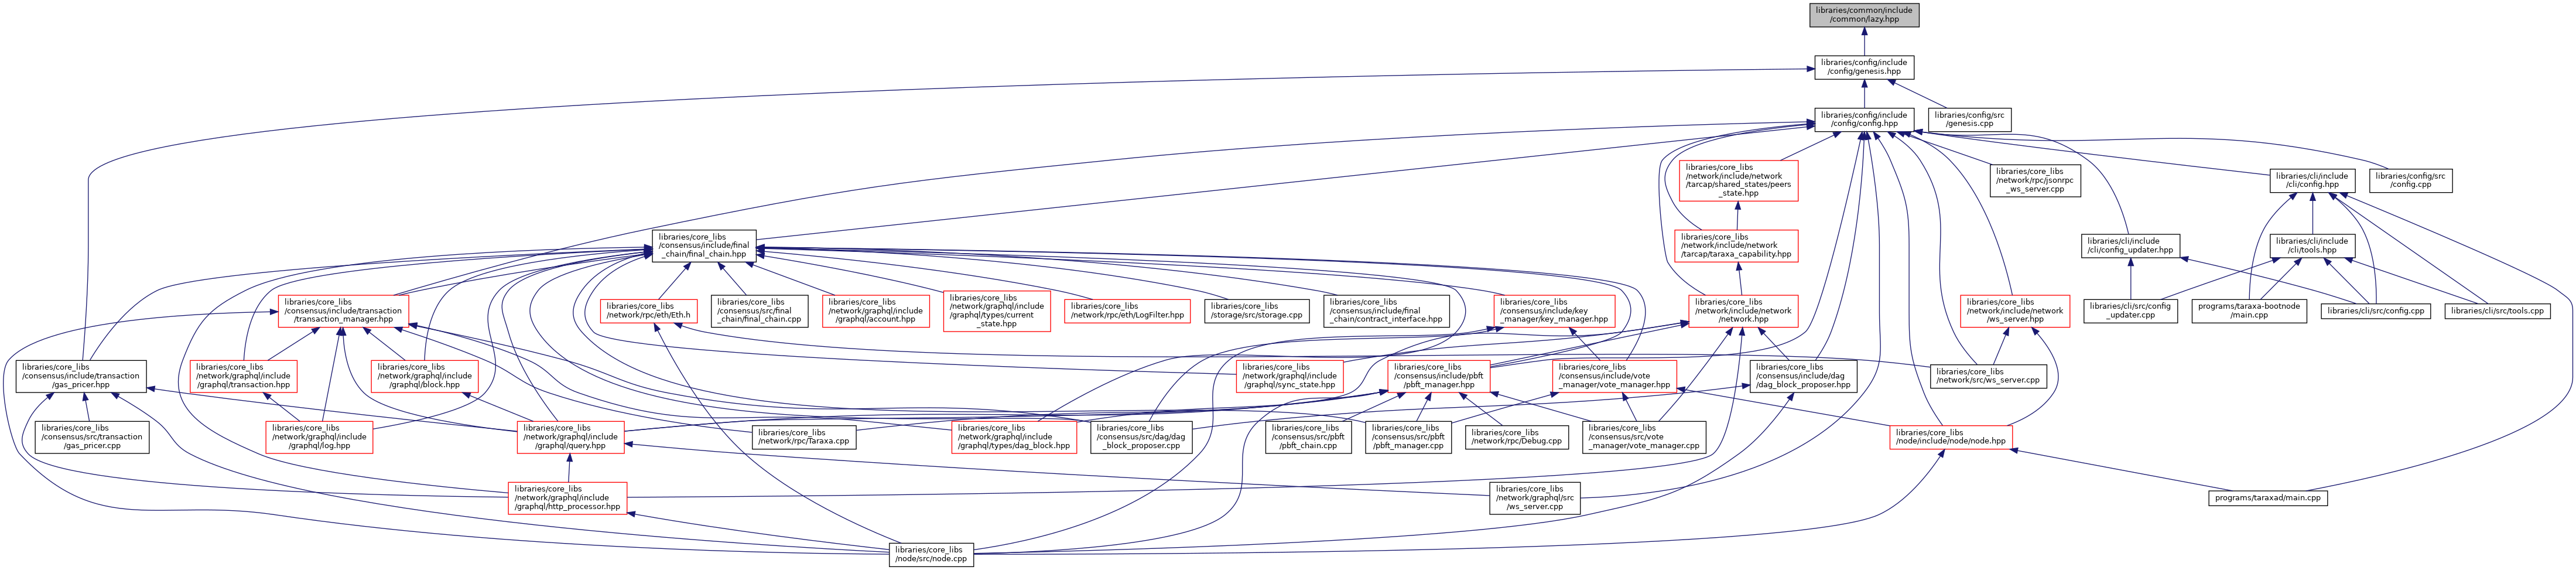 libraries/common/include
/common/lazy.hpp
libraries/config/include
/config/genesis.hpp
libraries/config/include
/config/config.hpp
libraries/config/src
/genesis.cpp
libraries/core_libs
/network/include/network
/tarcap/shared_states/peers
_state.hpp
libraries/core_libs
/network/rpc/jsonrpc
_ws_server.cpp
libraries/cli/include
/cli/config.hpp
libraries/config/src
/config.cpp
libraries/core_libs
/consensus/include/final
_chain/final_chain.hpp
libraries/core_libs
/network/include/network
/tarcap/taraxa_capability.hpp
libraries/cli/include
/cli/config_updater.hpp
libraries/cli/include
/cli/tools.hpp
libraries/core_libs
/consensus/include/transaction
/transaction_manager.hpp
libraries/core_libs
/network/rpc/eth/Eth.h
libraries/core_libs
/consensus/src/final
_chain/final_chain.cpp
libraries/core_libs
/network/graphql/include
/graphql/account.hpp
libraries/core_libs
/network/graphql/include
/graphql/types/current
_state.hpp
libraries/core_libs
/network/rpc/eth/LogFilter.hpp
libraries/core_libs
/storage/src/storage.cpp
libraries/core_libs
/consensus/include/final
_chain/contract_interface.hpp
libraries/core_libs
/consensus/include/key
_manager/key_manager.hpp
libraries/core_libs
/network/include/network
/network.hpp
libraries/core_libs
/network/include/network
/ws_server.hpp
libraries/cli/src/config
_updater.cpp
programs/taraxa-bootnode
/main.cpp
libraries/cli/src/config.cpp
libraries/cli/src/tools.cpp
libraries/core_libs
/consensus/include/transaction
/gas_pricer.hpp
libraries/core_libs
/network/graphql/include
/graphql/transaction.hpp
libraries/core_libs
/network/graphql/include
/graphql/block.hpp
libraries/core_libs
/network/graphql/include
/graphql/sync_state.hpp
libraries/core_libs
/consensus/include/pbft
/pbft_manager.hpp
libraries/core_libs
/consensus/include/vote
_manager/vote_manager.hpp
libraries/core_libs
/consensus/include/dag
/dag_block_proposer.hpp
libraries/core_libs
/network/src/ws_server.cpp
libraries/core_libs
/consensus/src/transaction
/gas_pricer.cpp
libraries/core_libs
/network/graphql/include
/graphql/log.hpp
libraries/core_libs
/network/graphql/include
/graphql/query.hpp
libraries/core_libs
/network/rpc/Taraxa.cpp
libraries/core_libs
/network/graphql/include
/graphql/types/dag_block.hpp
libraries/core_libs
/consensus/src/dag/dag
_block_proposer.cpp
libraries/core_libs
/consensus/src/pbft
/pbft_chain.cpp
libraries/core_libs
/consensus/src/pbft
/pbft_manager.cpp
libraries/core_libs
/network/rpc/Debug.cpp
libraries/core_libs
/consensus/src/vote
_manager/vote_manager.cpp
libraries/core_libs
/node/include/node/node.hpp
libraries/core_libs
/network/graphql/include
/graphql/http_processor.hpp
libraries/core_libs
/network/graphql/src
/ws_server.cpp
programs/taraxad/main.cpp
libraries/core_libs
/node/src/node.cpp